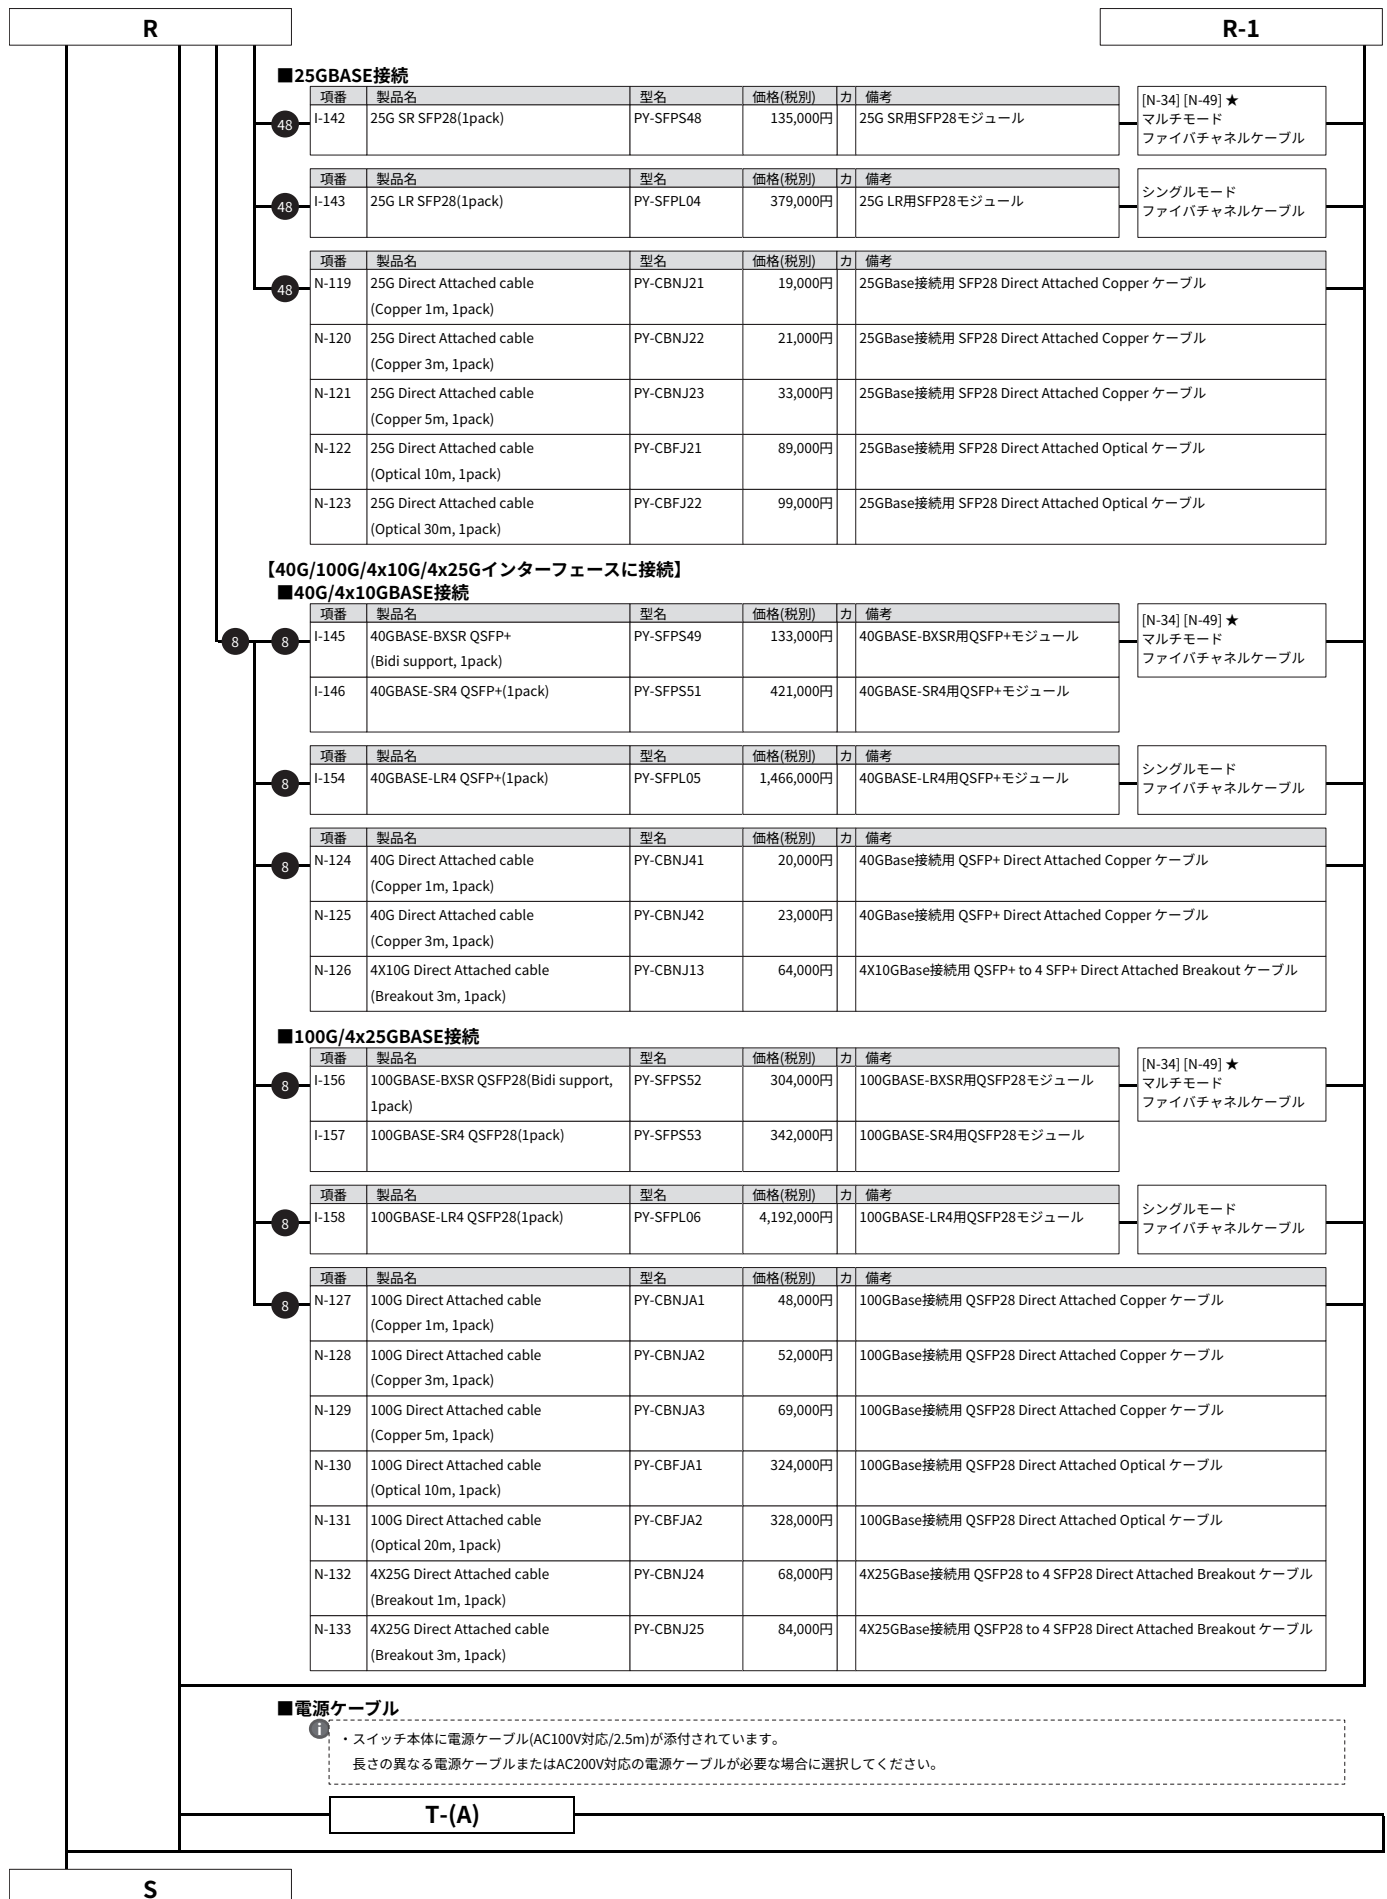 R
R-1
■25GBASE接続
項番 製品名 型名 価格(税別) カ 備考
48 I-142 25G SR SFP28(1pack) PY-SFPS48 135,000円 25G SR用SFP28モジュール
[N-34] [N-49] ★
マルチモード
ファイバチャネルケーブル
項番 製品名 型名 価格(税別) カ 備考
48 I-143 25G LR SFP28(1pack) PY-SFPL04 379,000円 25G LR用SFP28モジュール
シングルモード
ファイバチャネルケーブル
項番 製品名 型名 価格(税別) カ 備考
48 N-119 25G Direct Attached cable PY-CBNJ21 19,000円 25GBase接続用 SFP28 Direct Attached Copper ケーブル
(Copper 1m, 1pack)
N-120 25G Direct Attached cable PY-CBNJ22 21,000円 25GBase接続用 SFP28 Direct Attached Copper ケーブル
(Copper 3m, 1pack)
N-121 25G Direct Attached cable PY-CBNJ23 33,000円 25GBase接続用 SFP28 Direct Attached Copper ケーブル
(Copper 5m, 1pack)
N-122 25G Direct Attached cable PY-CBFJ21 89,000円 25GBase接続用 SFP28 Direct Attached Optical ケーブル
(Optical 10m, 1pack)
N-123 25G Direct Attached cable PY-CBFJ22 99,000円 25GBase接続用 SFP28 Direct Attached Optical ケーブル
(Optical 30m, 1pack)
【40G/100G/4x10G/4x25Gインターフェースに接続】
■40G/4x10GBASE接続
項番 製品名 型名 価格(税別) カ 備考
8 8 I-145 40GBASE-BXSR QSFP+ PY-SFPS49 133,000円 40GBASE-BXSR用QSFP+モジュール
(Bidi support, 1pack)
[N-34] [N-49] ★
マルチモード
ファイバチャネルケーブル
I-146 40GBASE-SR4 QSFP+(1pack) PY-SFPS51 421,000円 40GBASE-SR4用QSFP+モジュール
項番 製品名 型名 価格(税別) カ 備考
8 I-154 40GBASE-LR4 QSFP+(1pack) PY-SFPL05 1,466,000円 40GBASE-LR4用QSFP+モジュール
シングルモード
ファイバチャネルケーブル
項番 製品名 型名 価格(税別) カ 備考
8 N-124 40G Direct Attached cable PY-CBNJ41 20,000円 40GBase接続用 QSFP+ Direct Attached Copper ケーブル
(Copper 1m, 1pack)
N-125 40G Direct Attached cable PY-CBNJ42 23,000円 40GBase接続用 QSFP+ Direct Attached Copper ケーブル
(Copper 3m, 1pack)
N-126 4X10G Direct Attached cable PY-CBNJ13 64,000円 4X10GBase接続用 QSFP+ to 4 SFP+ Direct Attached Breakout ケーブル
(Breakout 3m, 1pack)
■100G/4x25GBASE接続
項番 製品名 型名 価格(税別) カ 備考
8 I-156 100GBASE-BXSR QSFP28(Bidi support, PY-SFPS52 304,000円 100GBASE-BXSR用QSFP28モジュール
1pack)
[N-34] [N-49] ★
マルチモード
ファイバチャネルケーブル
I-157 100GBASE-SR4 QSFP28(1pack) PY-SFPS53 342,000円 100GBASE-SR4用QSFP28モジュール
項番 製品名 型名 価格(税別) カ 備考
8 I-158 100GBASE-LR4 QSFP28(1pack) PY-SFPL06 4,192,000円 100GBASE-LR4用QSFP28モジュール
シングルモード
ファイバチャネルケーブル
項番 製品名 型名 価格(税別) カ 備考
8 N-127 100G Direct Attached cable PY-CBNJA1 48,000円 100GBase接続用 QSFP28 Direct Attached Copper ケーブル
(Copper 1m, 1pack)
N-128 100G Direct Attached cable PY-CBNJA2 52,000円 100GBase接続用 QSFP28 Direct Attached Copper ケーブル
(Copper 3m, 1pack)
N-129 100G Direct Attached cable PY-CBNJA3 69,000円 100GBase接続用 QSFP28 Direct Attached Copper ケーブル
(Copper 5m, 1pack)
N-130 100G Direct Attached cable PY-CBFJA1 324,000円 100GBase接続用 QSFP28 Direct Attached Optical ケーブル
(Optical 10m, 1pack)
N-131 100G Direct Attached cable PY-CBFJA2 328,000円 100GBase接続用 QSFP28 Direct Attached Optical ケーブル
(Optical 20m, 1pack)
N-132 4X25G Direct Attached cable PY-CBNJ24 68,000円 4X25GBase接続用 QSFP28 to 4 SFP28 Direct Attached Breakout ケーブル
(Breakout 1m, 1pack)
N-133 4X25G Direct Attached cable PY-CBNJ25 84,000円 4X25GBase接続用 QSFP28 to 4 SFP28 Direct Attached Breakout ケーブル
(Breakout 3m, 1pack)
■電源ケーブル
i
・スイッチ本体に電源ケーブル(AC100V対応/2.5m)が添付されています。
長さの異なる電源ケーブルまたはAC200V対応の電源ケーブルが必要な場合に選択してください。
T-(A)
S